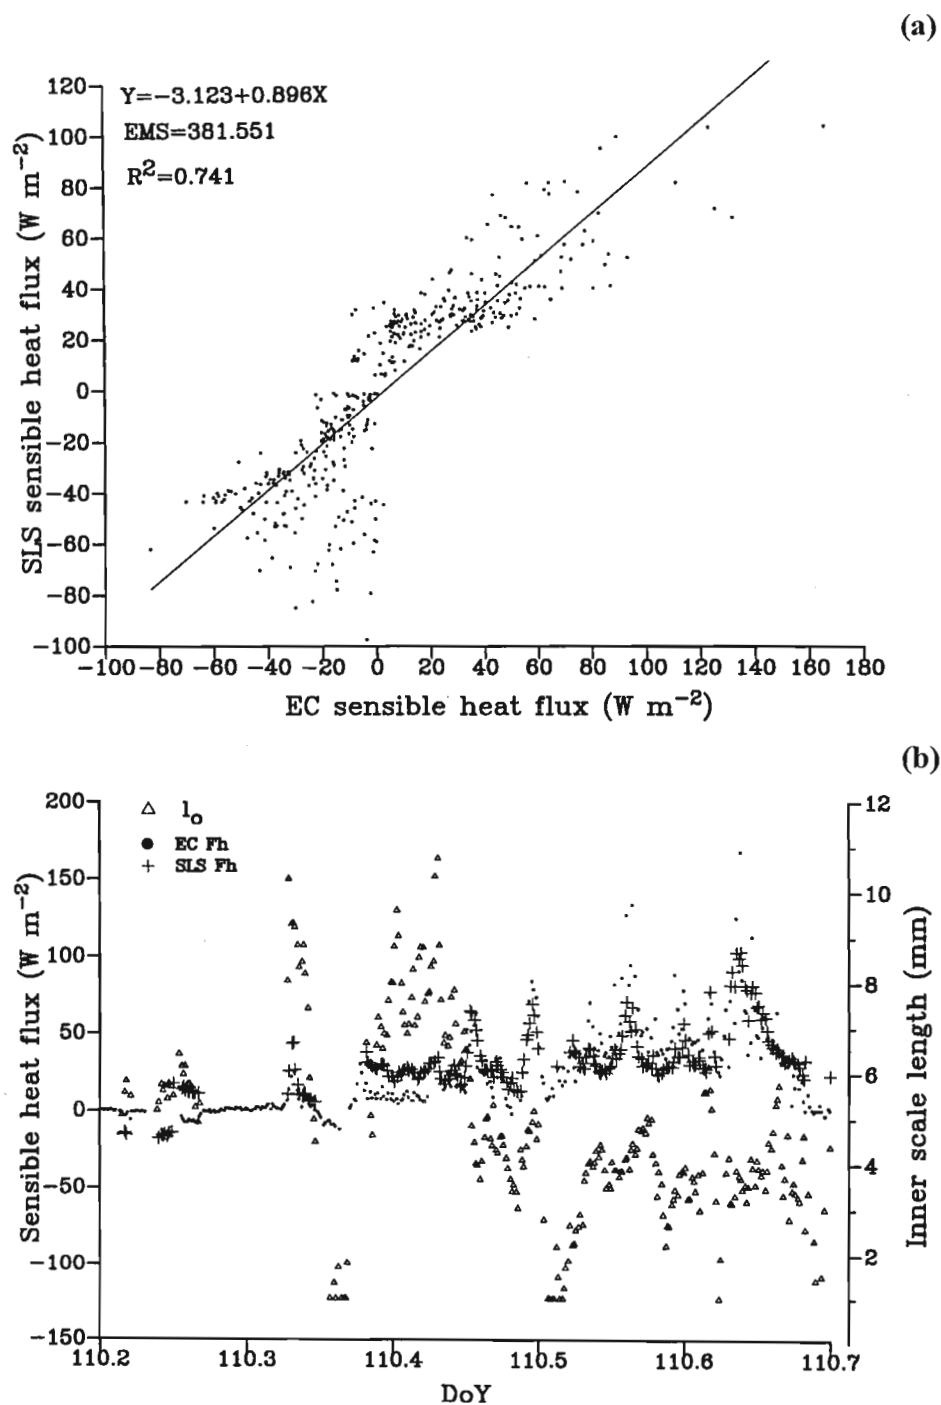 (a)
Y=−3.123+0.896X
EMS=381.551
R²=0.741
SLS sensible heat flux (W m⁻²)
120
100
80
60
40
20
0
−20
−40
−60
−80
−100
−100 −80 −60 −40 −20 0 20 40 60 80 100 120 140 160 180
EC sensible heat flux (W m⁻²)
(b)
lₒ
EC Fh
SLS Fh
Sensible heat flux (W m⁻²)
200
150
100
50
0
−50
−100
−150
12
10
8
6
4
2
Inner scale length (mm)
110.2 110.3 110.4 110.5 110.6 110.7
DoY